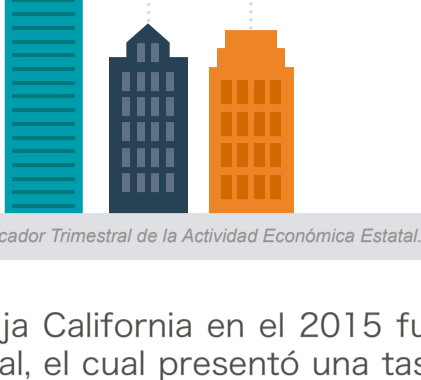 cador Trimestral de la Actividad Económica Estatal.
ja California en el 2015 fu
al, el cual presentó una tas